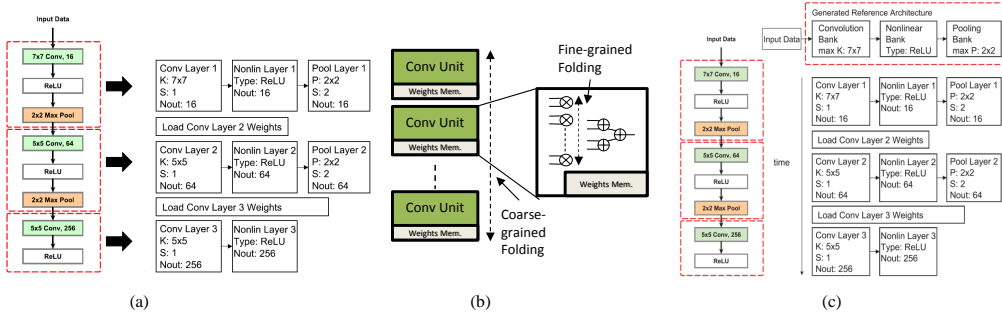 Input Data
7x7 Conv, 16
ReLU
2x2 Max Pool
5x5 Conv, 64
ReLU
2x2 Max Pool
5x5 Conv, 256
ReLU
Conv Layer 1
K: 7x7
S: 1
Nout: 16
Nonlin Layer 1
Type: ReLU
Nout: 16
Pool Layer 1
P: 2x2
S: 2
Nout: 16
Load Conv Layer 2 Weights
Conv Layer 2
K: 5x5
S: 1
Nout: 64
Nonlin Layer 2
Type: ReLU
Nout: 64
Pool Layer 2
P: 2x2
S: 2
Nout: 64
Load Conv Layer 3 Weights
Conv Layer 3
K: 5x5
S: 1
Nout: 256
Nonlin Layer 3
Type: ReLU
Nout: 256
(a)
Conv Unit
Weights Mem.
Conv Unit
Weights Mem.
Conv Unit
Weights Mem.
Fine-grained
Folding
Weights Mem.
Coarse-
grained
Folding
(b)
Generated Reference Architecture
Input Data
Convolution
Bank
max K: 7x7
Nonlinear
Bank
Type: ReLU
Pooling
Bank
max P: 2x2
Input Data
7x7 Conv, 16
ReLU
2x2 Max Pool
5x5 Conv, 64
ReLU
2x2 Max Pool
5x5 Conv, 256
ReLU
time
Conv Layer 1
K: 7x7
S: 1
Nout: 16
Nonlin Layer 1
Type: ReLU
Nout: 16
Pool Layer 1
P: 2x2
S: 2
Nout: 16
Load Conv Layer 2 Weights
Conv Layer 2
K: 5x5
S: 1
Nout: 64
Nonlin Layer 2
Type: ReLU
Nout: 64
Pool Layer 2
P: 2x2
S: 2
Nout: 64
Load Conv Layer 3 Weights
Conv Layer 3
K: 5x5
S: 1
Nout: 256
Nonlin Layer 3
Type: ReLU
Nout: 256
(c)